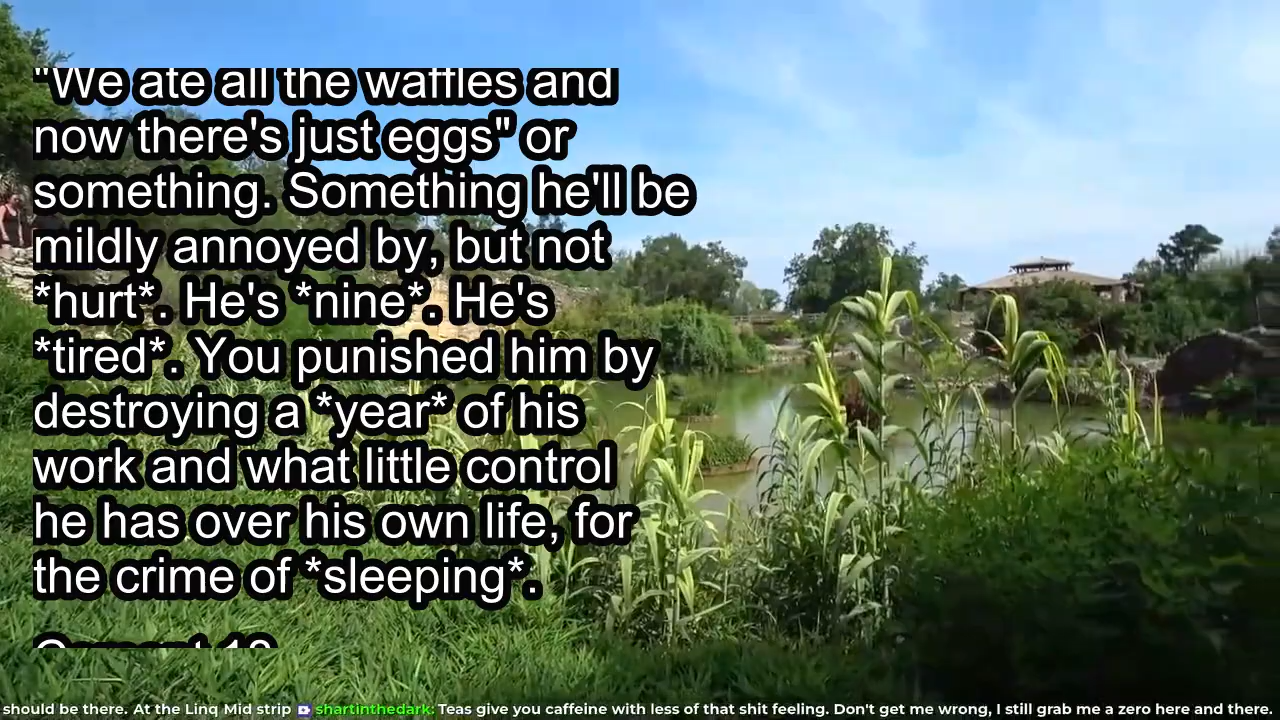 "We ate all the waffles and
now there's just eggs" or
something. Something he'll be
mildly annoyed by, but not
*hurt*. He's *nine*. He's
*tired*. You punished him by
destroying a *year* of his
work and what little control
he has over his own life, for
the crime of *sleeping*.
should be there. At the Linq Mid strip shartinthedark: Teas give you caffeine with less of that shit feeling. Don't get me wrong, I still grab me a zero here and there.